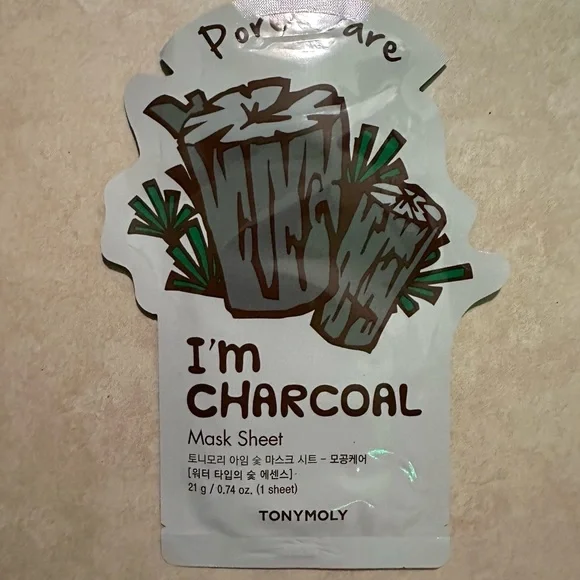 I'm
CHARCOAL
Mask Sheet
토니모리 아임 숯 마스크 시트 - 모공케어
[워터 타입의 숯 에센스]
21 g / 0.74 oz. (1 sheet)
TONYMOLY